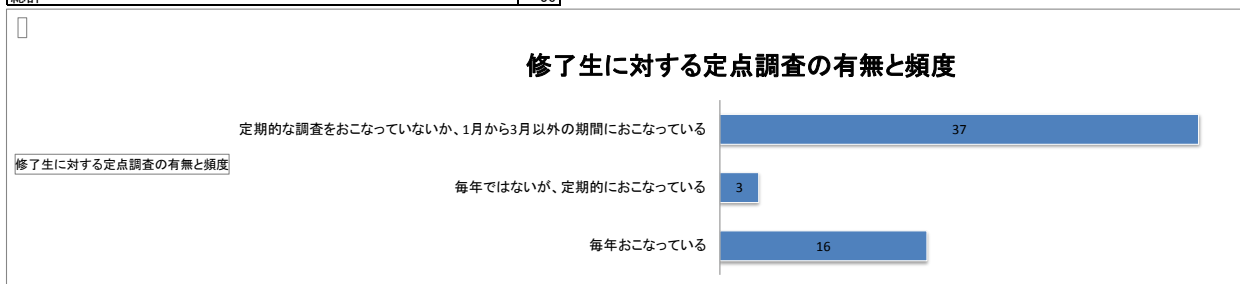 修了生に対する定点調査の有無と頻度
定期的な調査をおこなっていないか、1月から3月以外の期間におこなっている
37
修了生に対する定点調査の有無と頻度
毎年ではないが、定期的におこなっている
3
毎年おこなっている
16